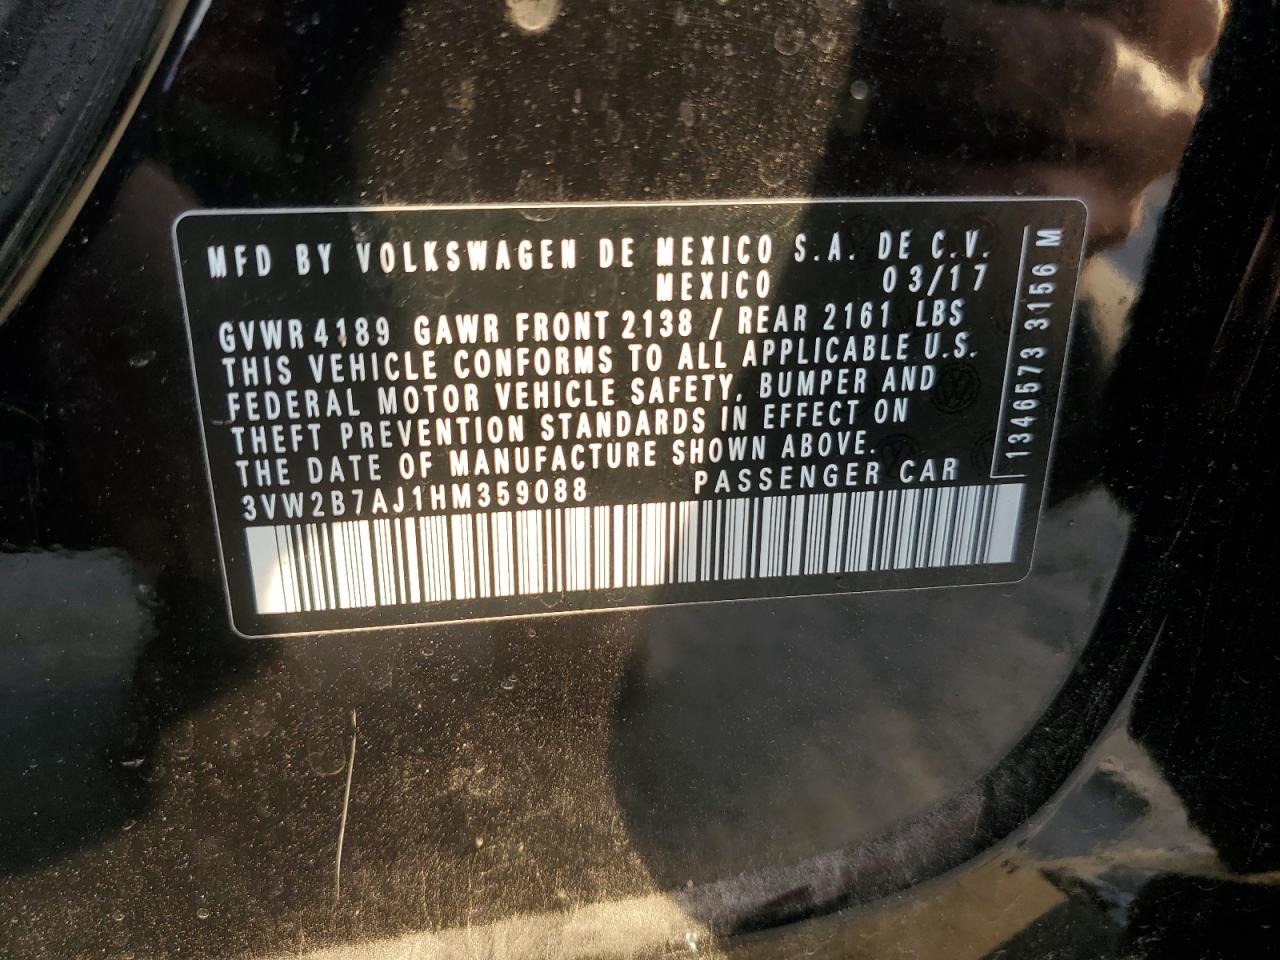 MFD BY VOLKSWAGEN DE MEXICO S.A. DE C.V.
MEXICO 03/17
GVWR 4189 GAWR FRONT 2138 / REAR 2161 LBS
THIS VEHICLE CONFORMS TO ALL APPLICABLE U.S.
FEDERAL MOTOR VEHICLE SAFETY, BUMPER AND
THEFT PREVENTION STANDARDS IN EFFECT ON
THE DATE OF MANUFACTURE SHOWN ABOVE.
3VW2B7AJ1HM359088 PASSENGER CAR
1346573 3156 M